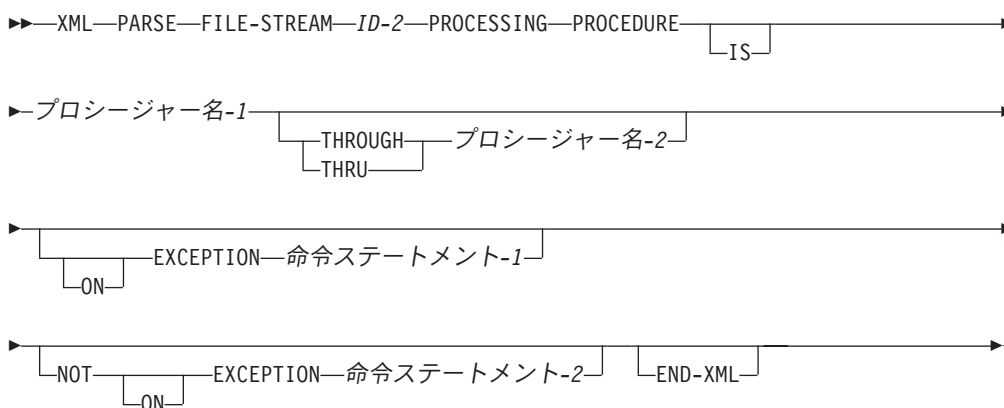 XML PARSE FILE-STREAM ID-2 PROCESSING PROCEDURE
IS
プロシージャー名-1
THROUGH プロシージャー名-2
THRU
EXCEPTION 命令ステートメント-1
ON
NOT EXCEPTION 命令ステートメント-2 END-XML
ON